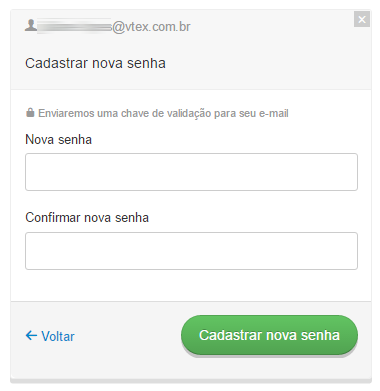 @vtex.com.br
Cadastrar nova senha
Enviaremos uma chave de validação para seu e-mail
Nova senha
Confirmar nova senha
Voltar
Cadastrar nova senha